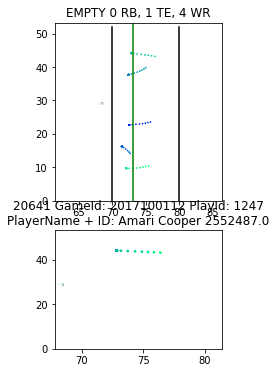 EMPTY 0 RB, 1 TE, 4 WR
50
40
30
20
10
0
65 70 75 80 85
20641 GameId: 2017100112 PlayId: 1247
PlayerName + ID: Amari Cooper 2552487.0
40
20
0
70 75 80